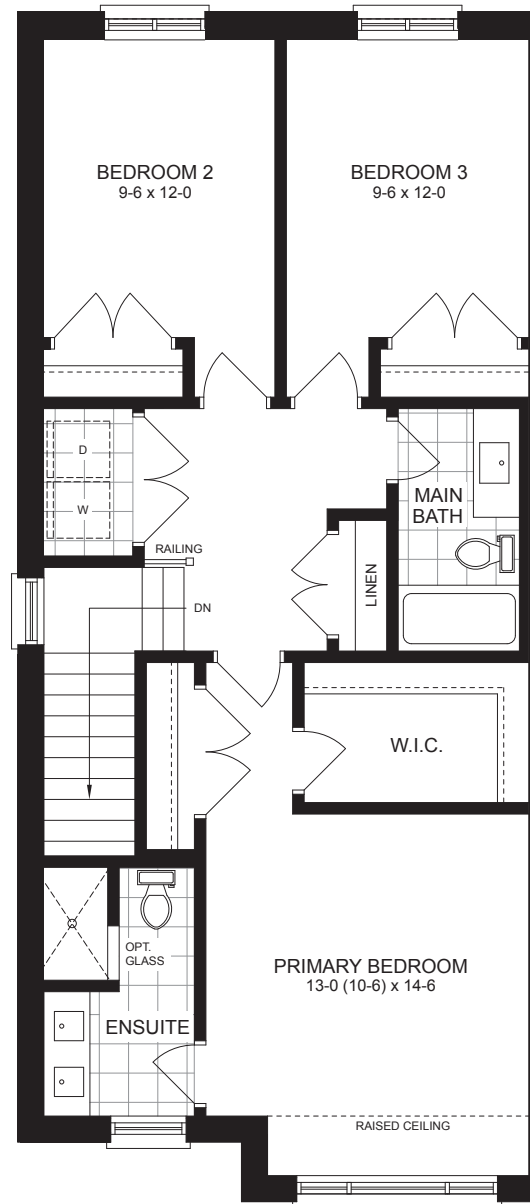 BEDROOM 2
9-6 x 12-0
BEDROOM 3
9-6 x 12-0
D
W
MAIN
BATH
RAILING
LINEN
DN
W.I.C.
OPT.
GLASS
PRIMARY BEDROOM
13-0 (10-6) x 14-6
ENSUITE
RAISED CEILING